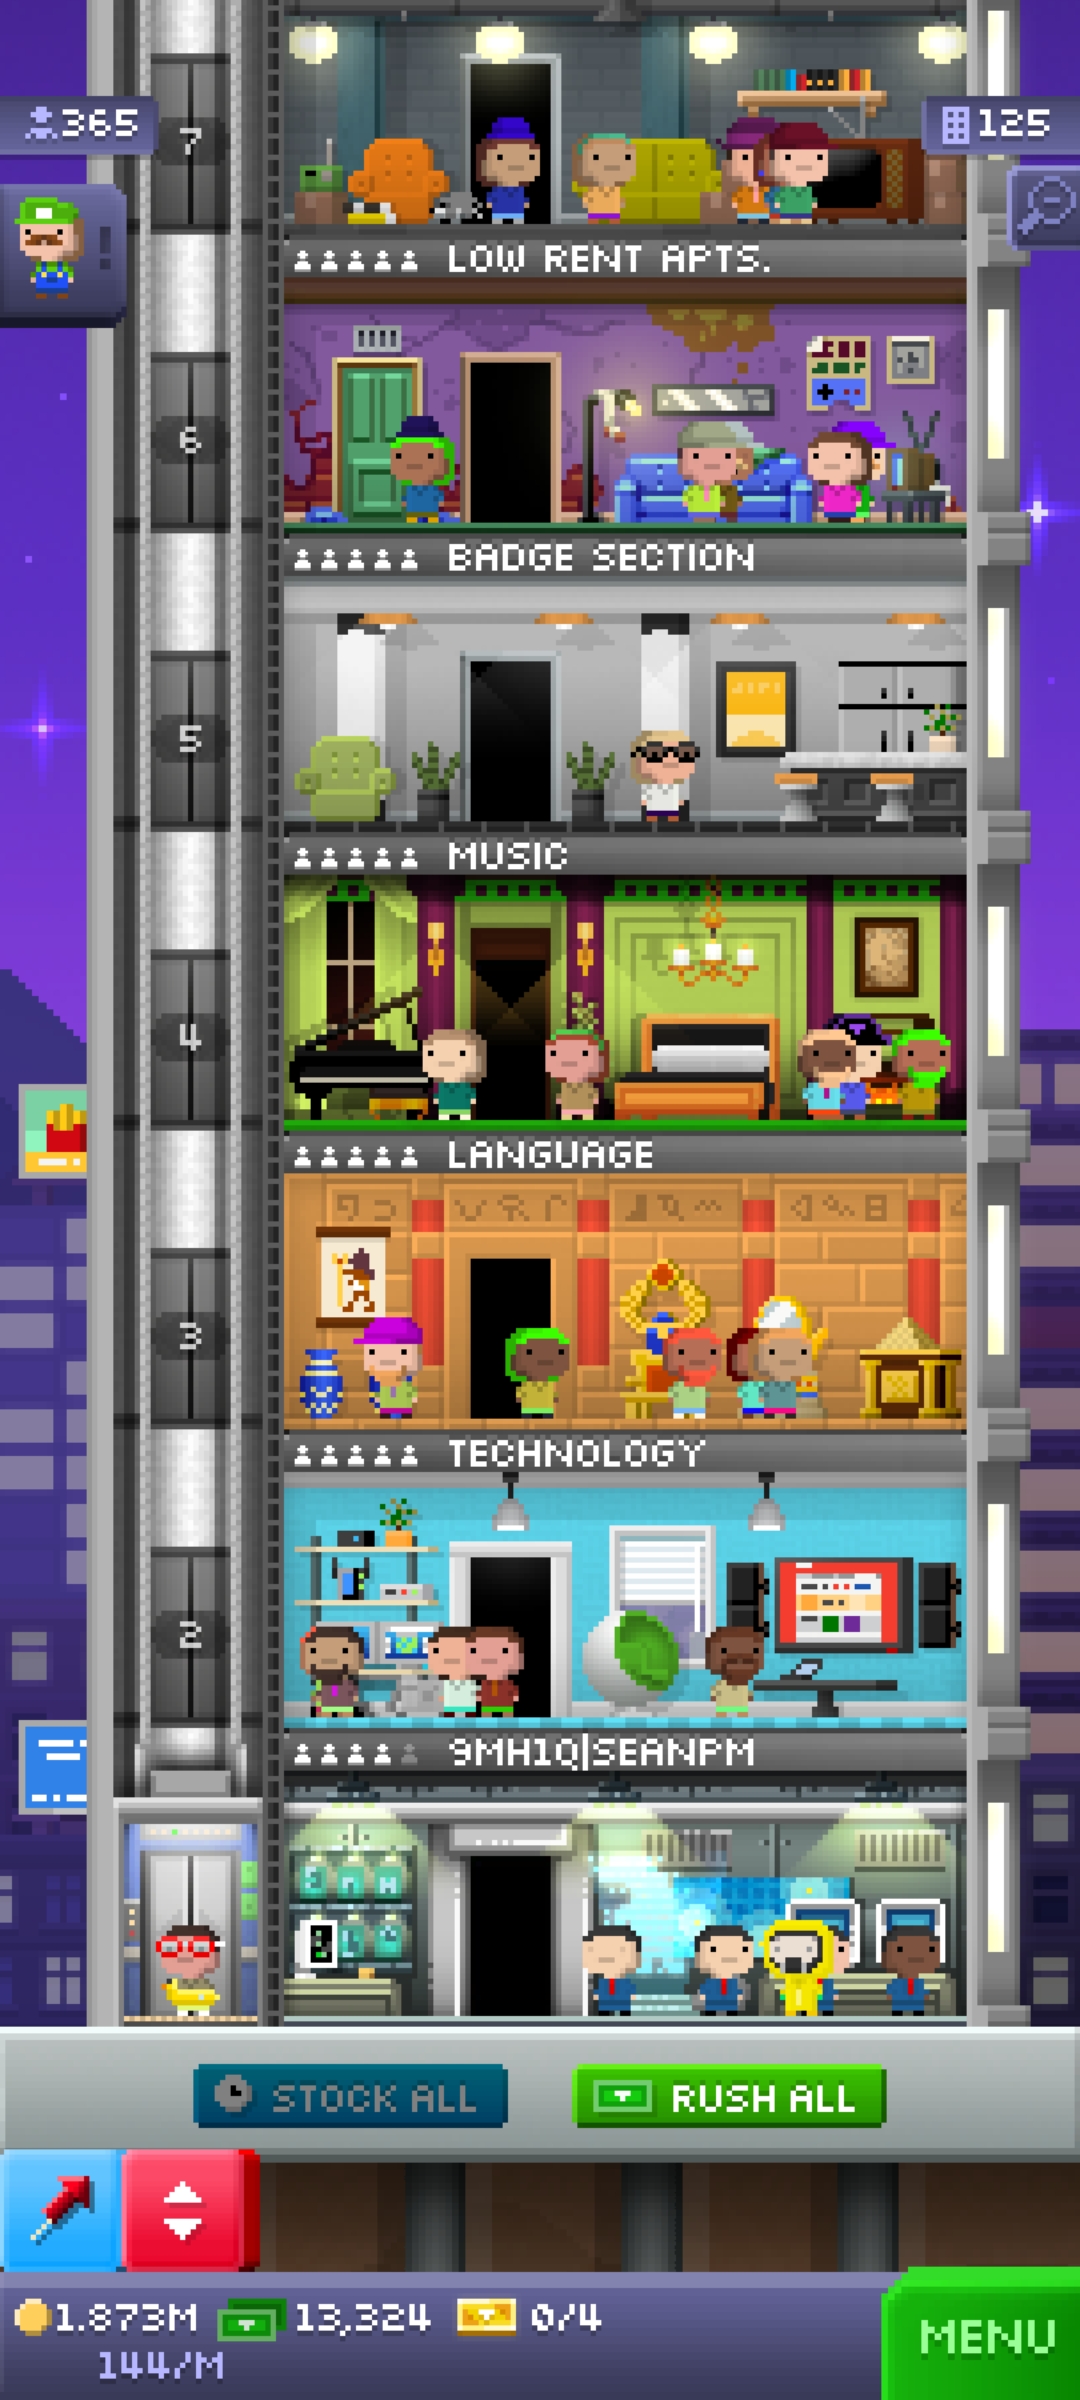 365
125
7
LOW RENT APTS.
6
BADGE SECTION
5
MUSIC
4
LANGUAGE
3
TECHNOLOGY
2
9MH1Q|SEANPM
STOCK ALL
RUSH ALL
1.873M
13,324
0/4
144/M
MENU